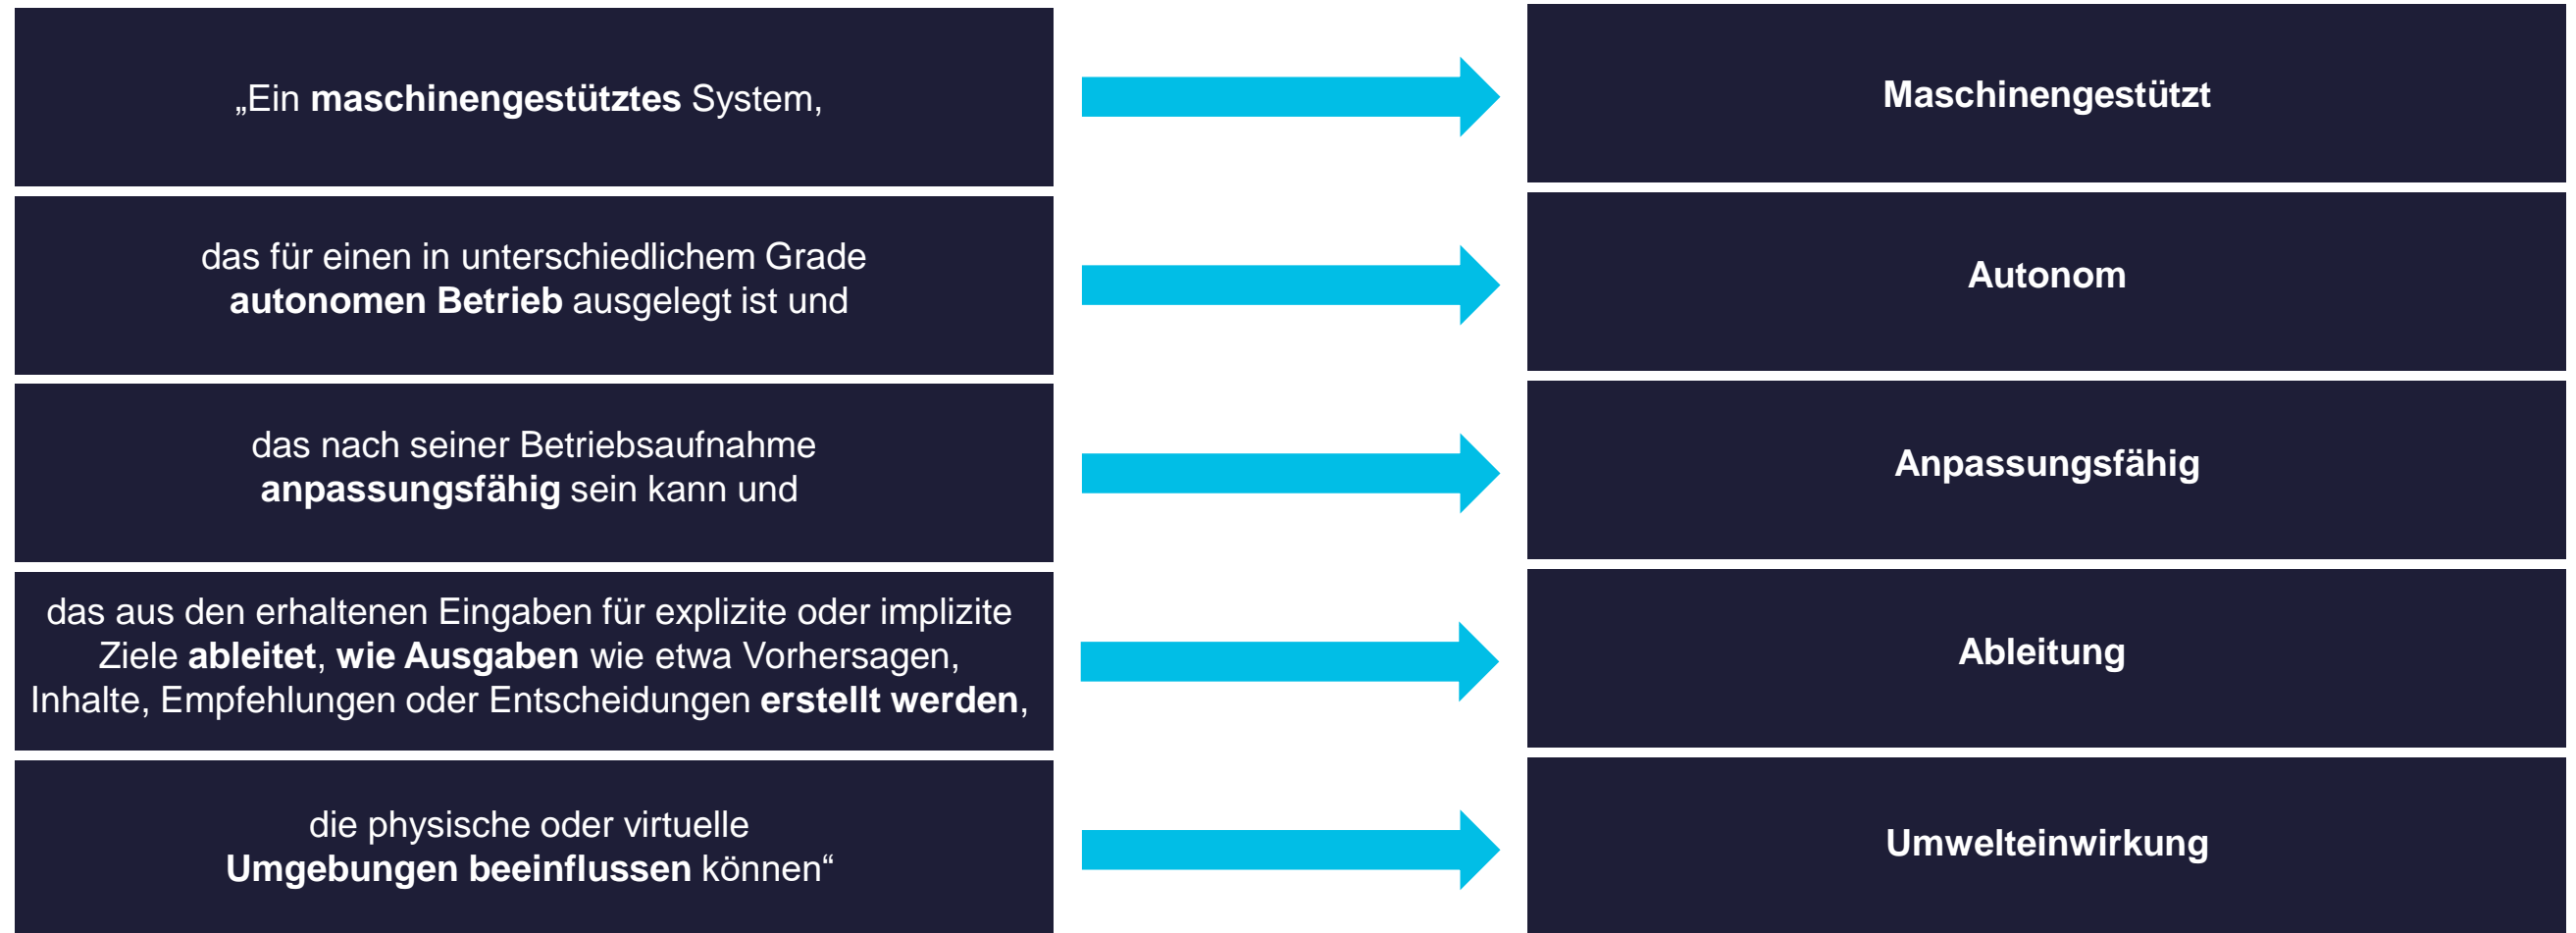 „Ein maschinengestütztes System,
Maschinengestützt
das für einen in unterschiedlichem Grade
autonomen Betrieb ausgelegt ist und
Autonom
das nach seiner Betriebsaufnahme
anpassungsfähig sein kann und
Anpassungsfähig
das aus den erhaltenen Eingaben für explizite oder implizite
Ziele ableitet, wie Ausgaben wie etwa Vorhersagen,
Inhalte, Empfehlungen oder Entscheidungen erstellt werden,
Ableitung
die physische oder virtuelle
Umgebungen beeinflussen können“
Umwelteinwirkung